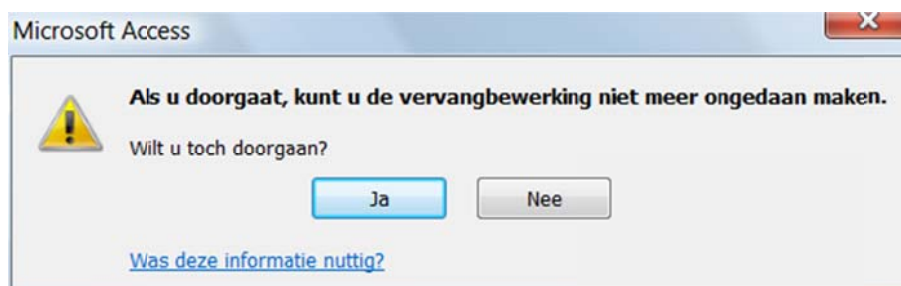 Microsoft Access
Als u doorgaat, kunt u de vervangbewerking niet meer ongedaan maken.
Wilt u toch doorgaan?
Ja Nee
Was deze informatie nuttig?